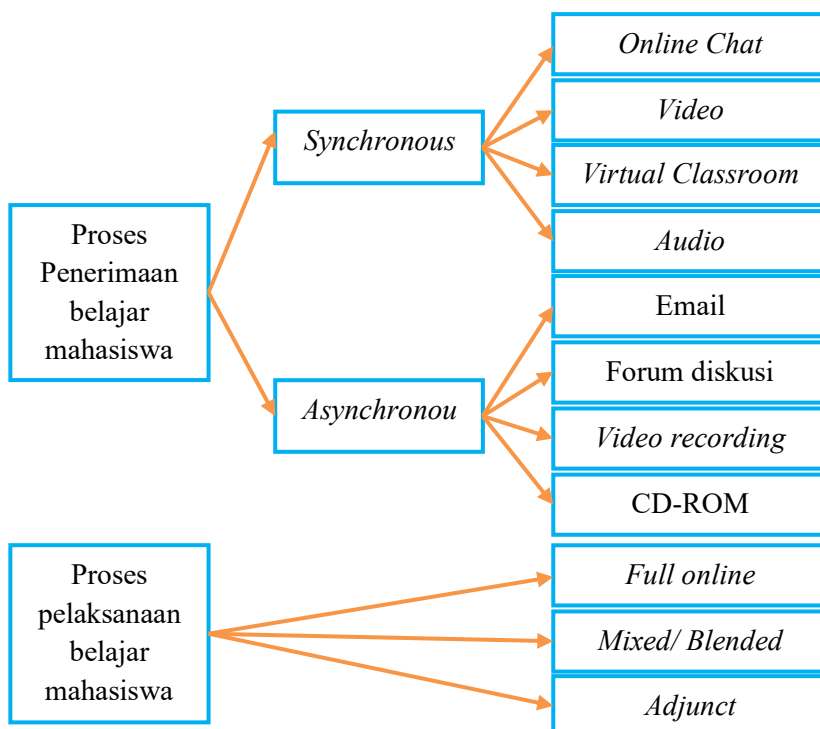 Proses
Penerimaan
belajar
mahasiswa
Synchronous
Online Chat
Video
Virtual Classroom
Audio
Asynchronou
Email
Forum diskusi
Video recording
CD-ROM
Proses
pelaksanaan
belajar
mahasiswa
Full online
Mixed/ Blended
Adjunct